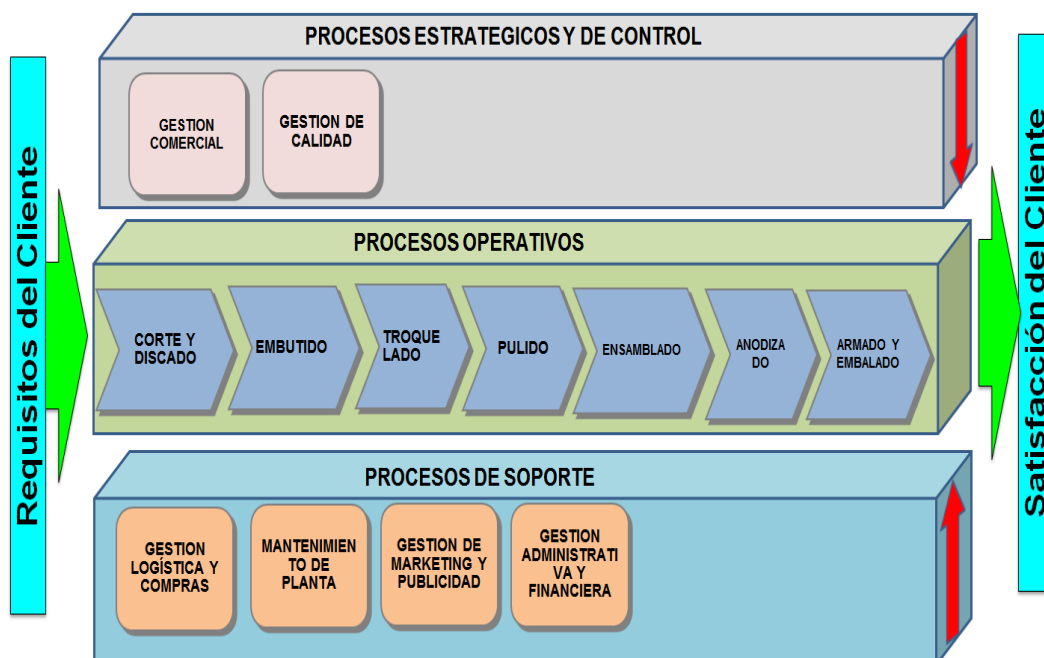 Requisitos del Cliente
PROCESOS ESTRATEGICOS Y DE CONTROL
GESTION
COMERCIAL
GESTION DE
CALIDAD
PROCESOS OPERATIVOS
CORTE Y
DISCADO
EMBUTIDO
TROQUE
LADO
PULIDO
ENSAMBLADO
ANODIZA
DO
ARMADO Y
EMBALADO
PROCESOS DE SOPORTE
GESTION
LOGÍSTICA Y
COMPRAS
MANTENIMIEN
TO DE
PLANTA
GESTION DE
MARKETING Y
PUBLICIDAD
GESTION
ADMINISTRATI
VA Y
FINANCIERA
Satisfacción del Cliente